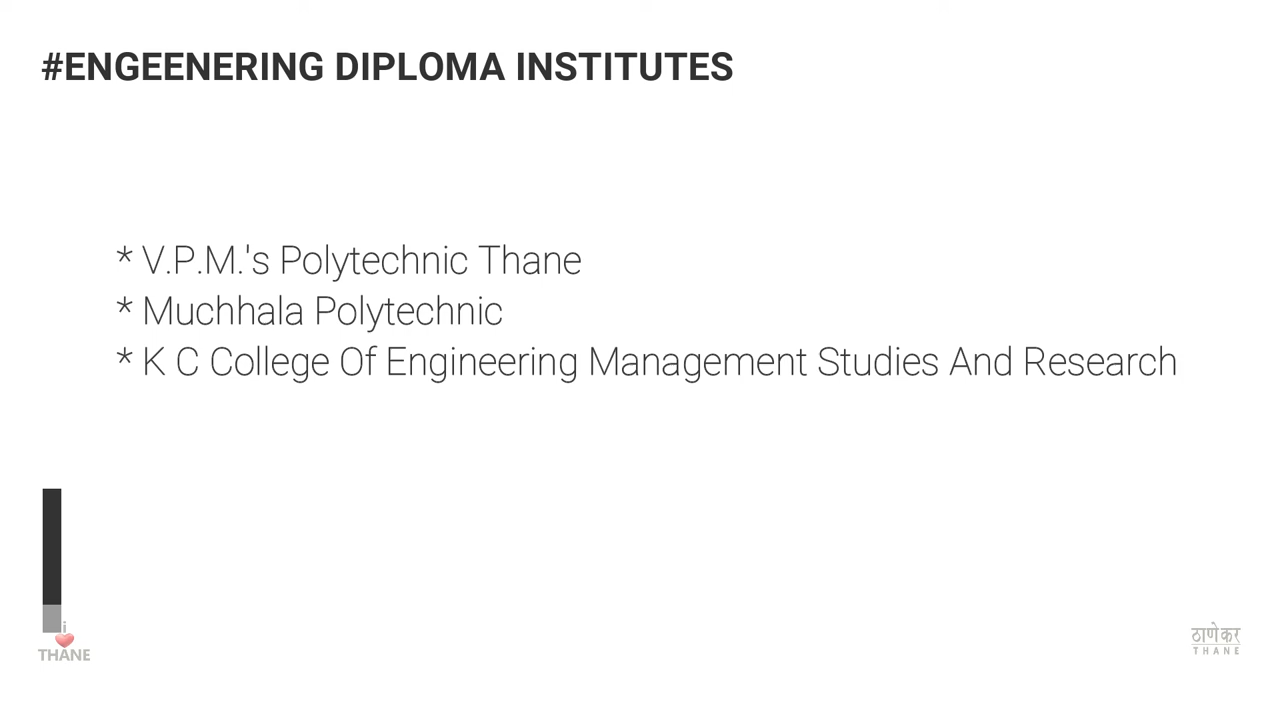 #ENGEENERING DIPLOMA INSTITUTES
* V.P.M.'s Polytechnic Thane
* Muchhala Polytechnic
* K C College Of Engineering Management Studies And Research
i
THANE
ठाणेकर
THANE